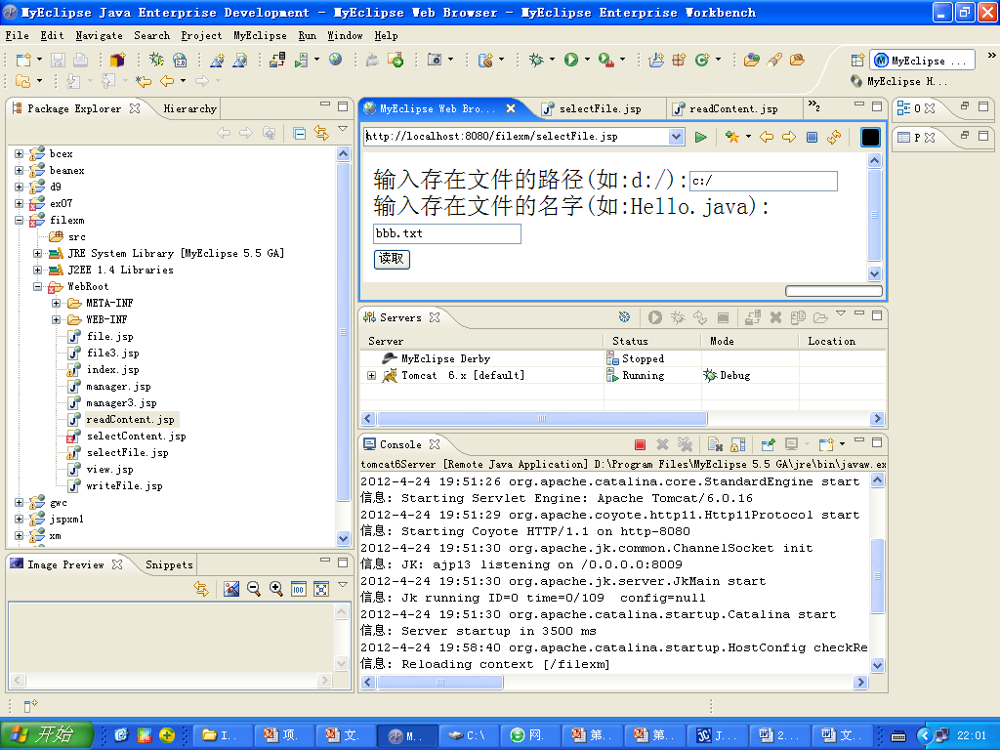 MyEclipse Java Enterprise Development - MyEclipse Web Browser - MyEclipse Enterprise Workbench
File Edit Navigate Search Project MyEclipse Run Window Help
MyEclipse ...
MyEclipse H...
Package Explorer
Hierarchy
bcex
beanex
d9
ex07
filexm
src
JRE System Library [MyEclipse 5.5 GA]
J2EE 1.4 Libraries
WebRoot
META-INF
WEB-INF
file.jsp
file3.jsp
index.jsp
manager.jsp
manager3.jsp
readContent.jsp
selectContent.jsp
selectFile.jsp
view.jsp
writeFile.jsp
gwc
jspxm1
xm
Image Preview
Snippets
100
MyEclipse Web Bro...
selectFile.jsp
readContent.jsp
»2
http://localhost:8080/filexm/selectFile.jsp
输入存在文件的路径(如:d:/):c:/
输入存在文件的名字(如:Hello.java):
bbb.txt
读取
O
P
Servers
Server Status Mode Location
MyEclipse Derby Stopped
Tomcat 6.x [default] Running Debug
Console
tomcat6Server [Remote Java Application] D:\Program Files\MyEclipse 5.5 GA\jre\bin\javaw.ex
2012-4-24 19:51:26 org.apache.catalina.core.StandardEngine start
信息: Starting Servlet Engine: Apache Tomcat/6.0.16
2012-4-24 19:51:29 org.apache.coyote.http11.Http11Protocol start
信息: Starting Coyote HTTP/1.1 on http-8080
2012-4-24 19:51:30 org.apache.jk.common.ChannelSocket init
信息: JK: ajp13 listening on /0.0.0.0:8009
2012-4-24 19:51:30 org.apache.jk.server.JkMain start
信息: Jk running ID=0 time=0/109  config=null
2012-4-24 19:51:30 org.apache.catalina.startup.Catalina start
信息: Server startup in 3500 ms
2012-4-24 19:58:40 org.apache.catalina.startup.HostConfig checkRe
信息: Reloading context [/filexm]
开始 I... 项. 文.. M.. C:\ 网. 第.. 第.. J... 2... 文.. 22:01